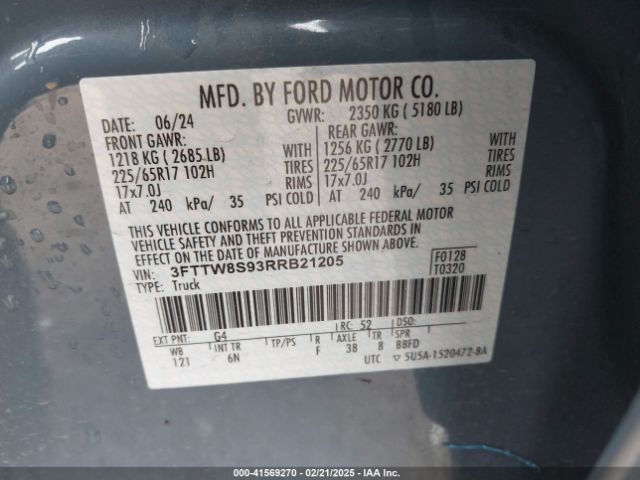 MFD. BY FORD MOTOR CO.
DATE: 06/24 GVWR: 2350 KG ( 5180 LB)
FRONT GAWR: REAR GAWR:
1218 KG ( 2685 LB) WITH 1256 KG ( 2770 LB) WITH
225/65R17 102H TIRES 225/65R17 102H TIRES
17x7.0J RIMS 17x7.0J RIMS
AT 240 kPa/ 35 PSI COLD AT 240 kPa/ 35 PSI COLD
THIS VEHICLE CONFORMS TO ALL APPLICABLE FEDERAL MOTOR
VEHICLE SAFETY AND THEFT PREVENTION STANDARDS IN EFFECT
ON THE DATE OF MANUFACTURE SHOWN ABOVE.
VIN: 3FTTW8S93RRB21205 F0128
TYPE: Truck T0320
EXT PNT: G4 RC: 52 DSO:
WB INT TR TP/PS R AXLE TR SPR
121 6N F 38 8 BBFD
UTC ▽ 5U5A-1520472-BA
000-41569270 - 02/21/2025 - IAA Inc.